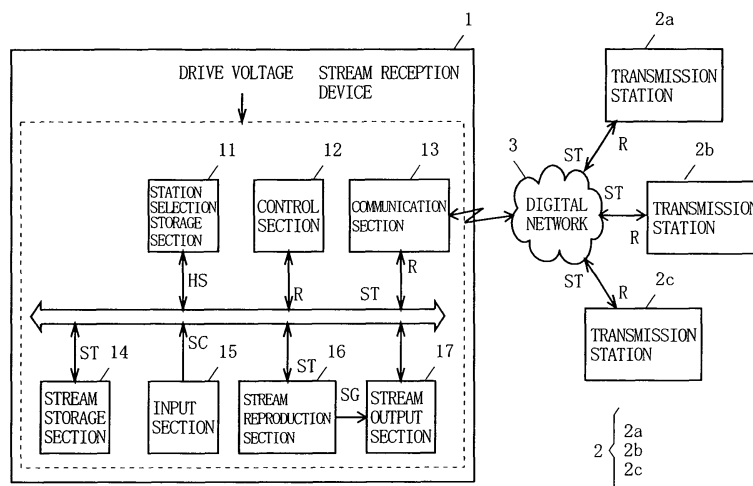 1
DRIVE VOLTAGE
STREAM RECEPTION
DEVICE
2a
TRANSMISSION
STATION
R
ST
11
12
13
3
2b
STATION
SELECTION
STORAGE
SECTION
CONTROL
SECTION
COMMUNICATION
SECTION
DIGITAL
NETWORK
ST
R
TRANSMISSION
STATION
HS
R
ST
R
ST
R
2c
TRANSMISSION
STATION
ST
SC
ST
14
15
16
17
STREAM
STORAGE
SECTION
INPUT
SECTION
STREAM
REPRODUCTION
SECTION
SG
STREAM
OUTPUT
SECTION
2
2a
2b
2c